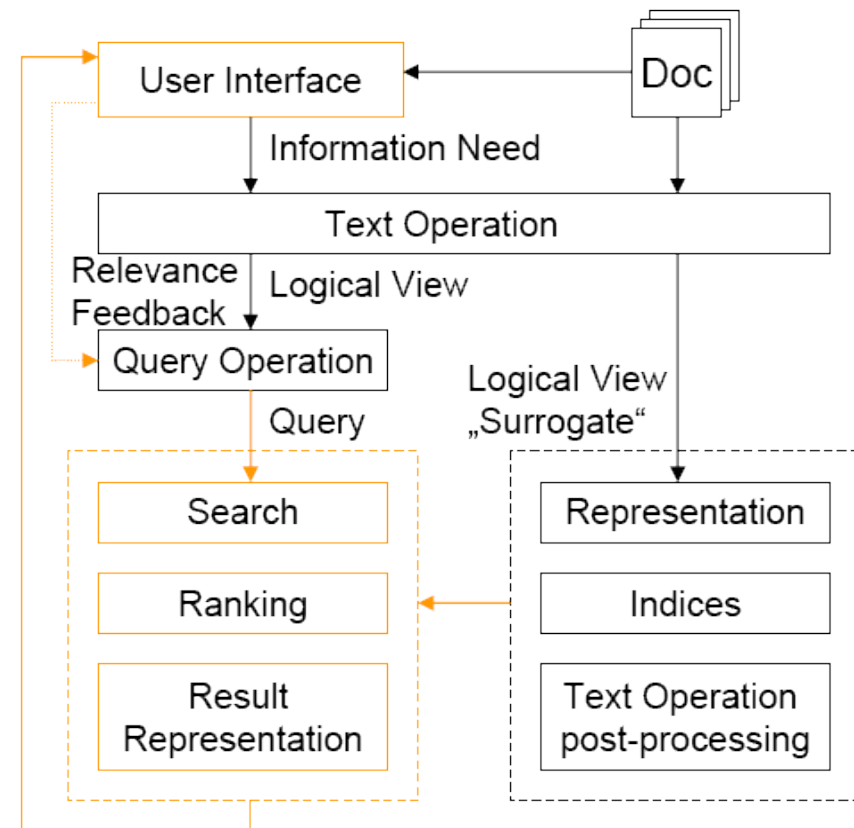 User Interface
Doc
Information Need
Text Operation
Relevance
Feedback
Logical View
Query Operation
Query
Logical View
„Surrogate“
Search
Ranking
Result
Representation
Representation
Indices
Text Operation
post-processing